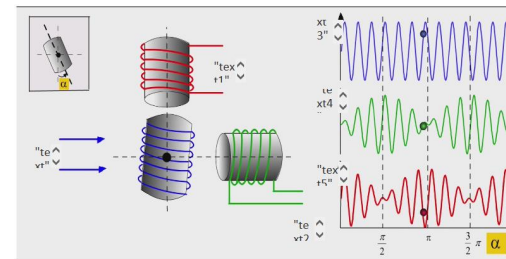 α
"tex
t1"
"te
xt"
"te
xt2
xt
3"
te
xt4
"tex
t5"
π
2
π
3
2
π
α